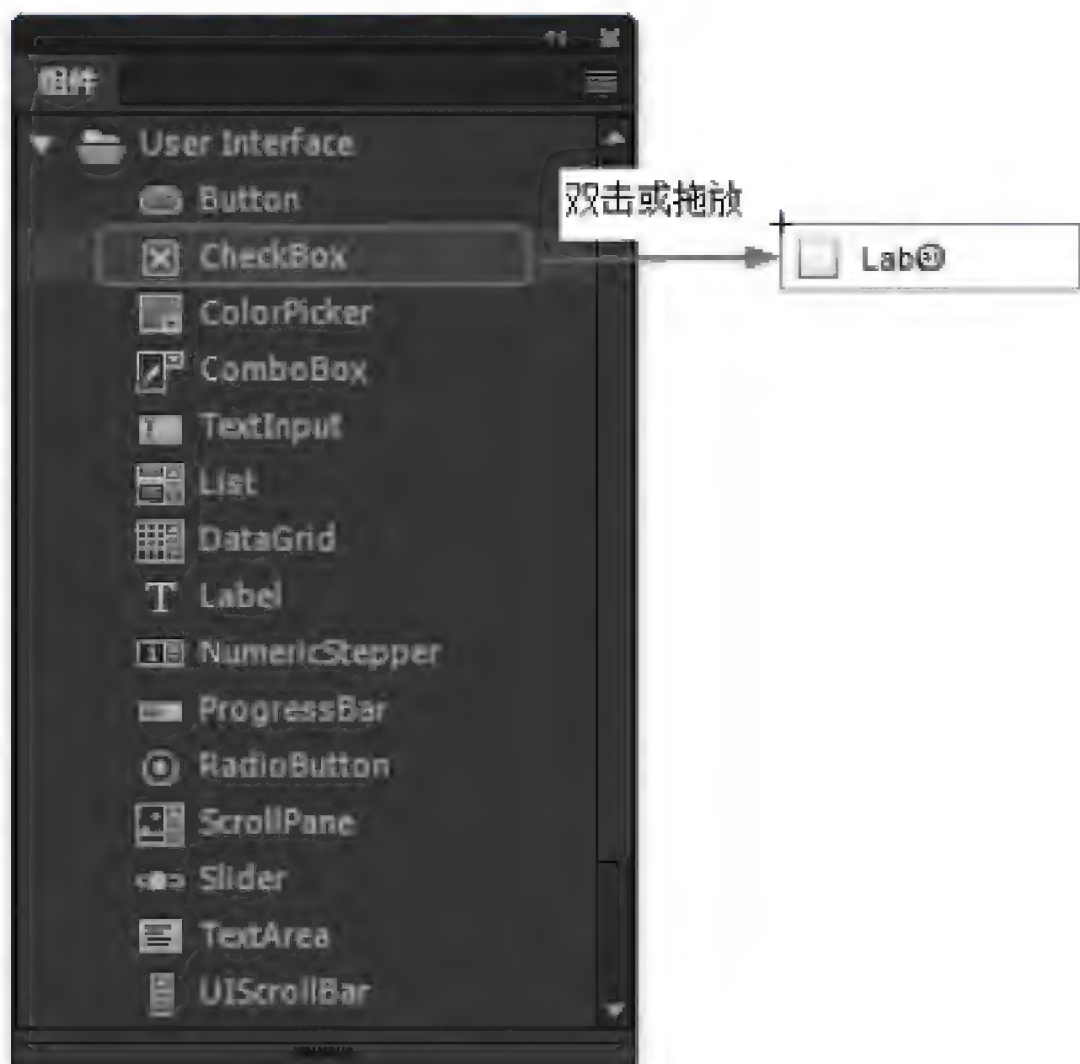 组件
User Interface
Button
双击或拖放
CheckBox
ColorPicker
ComboBox
TextInput
List
DataGrid
Label
NumericStepper
ProgressBar
RadioButton
ScrollPane
Slider
TextArea
UIScrollBar